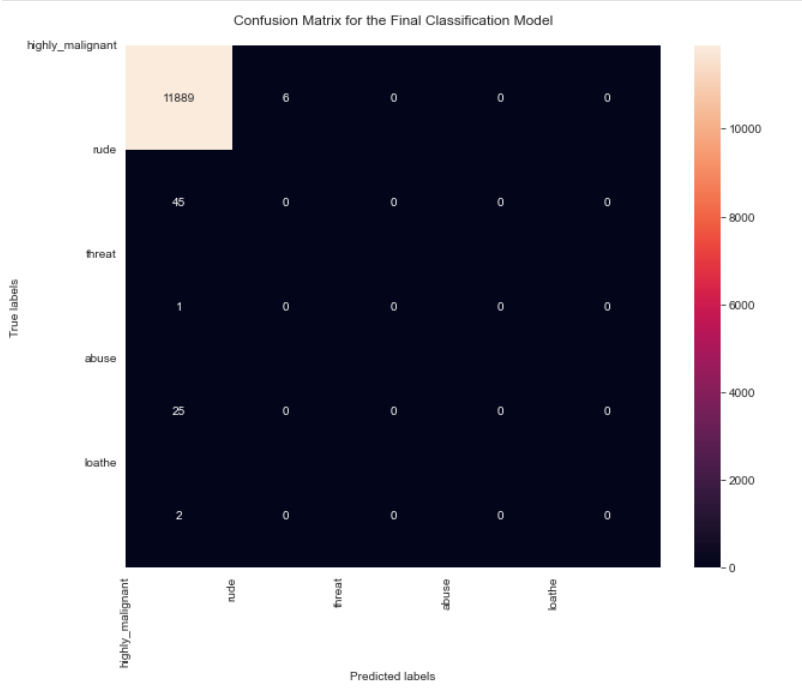 Confusion Matrix for the Final Classification Model
highly_malignant
11889 6 0 0 0
10000
rude
45 0 0 0 0
8000
threat
6000
True labels
1 0 0 0 0
abuse
4000
25 0 0 0 0
loathe
2000
2 0 0 0 0
0
highly_malignant rude threat abuse loathe
Predicted labels